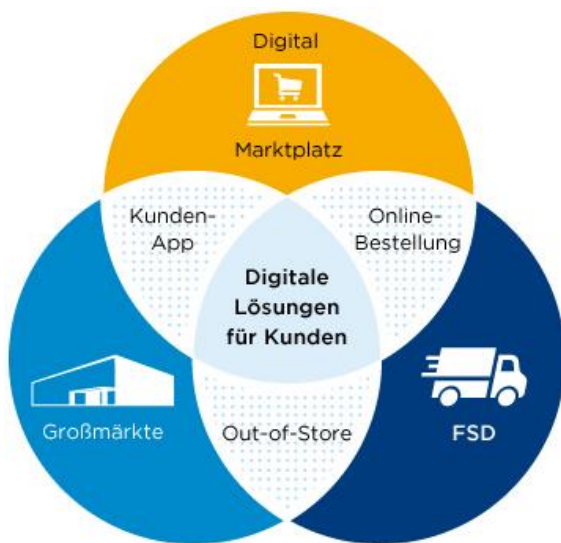 Digital
Marktplatz
Kunden-
App
Online-
Bestellung
Digitale
Lösungen
für Kunden
Großmärkte
Out-of-Store
FSD